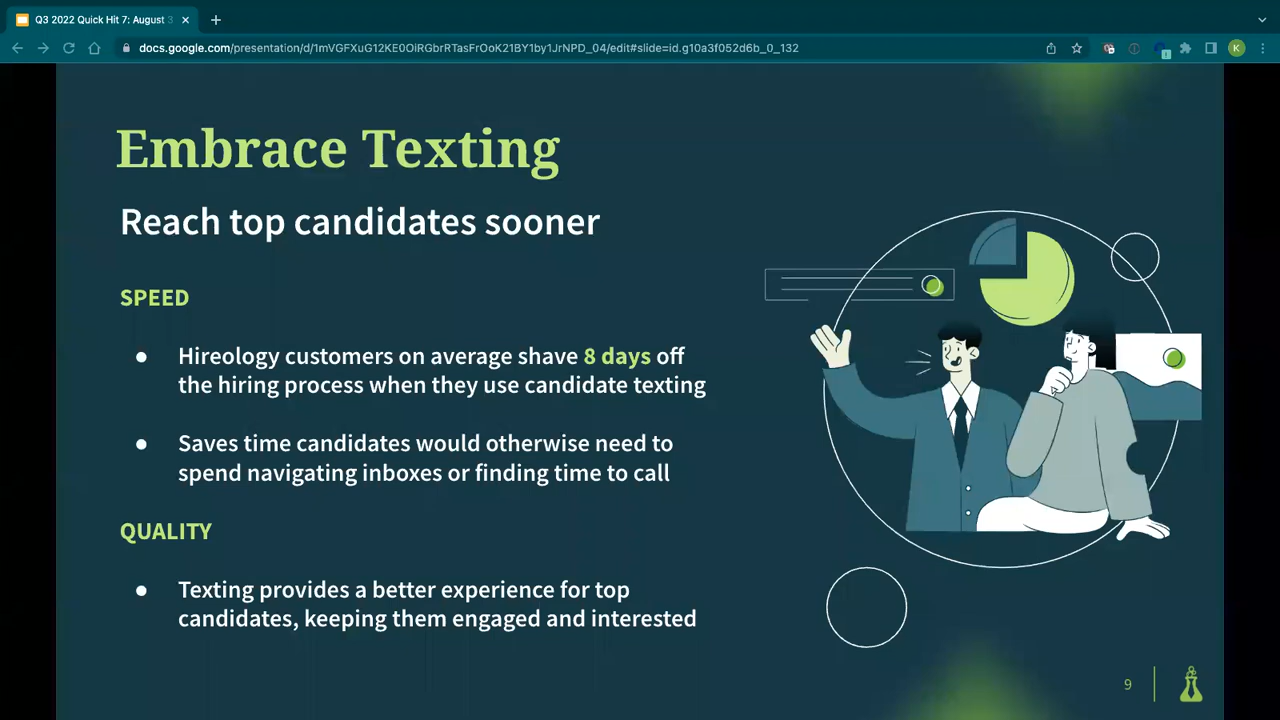 Q3 2022 Quick Hit 7: August 3
docs.google.com/presentation/d/1mVGFXuG12KE0OiRGbrRTasFrOoK21BY1by1JrNPD_04/edit#slide=id.g10a3f052d6b_0_132
K
Embrace Texting
Reach top candidates sooner
SPEED
● Hireology customers on average shave 8 days off
the hiring process when they use candidate texting
● Saves time candidates would otherwise need to
spend navigating inboxes or finding time to call
QUALITY
● Texting provides a better experience for top
candidates, keeping them engaged and interested
9